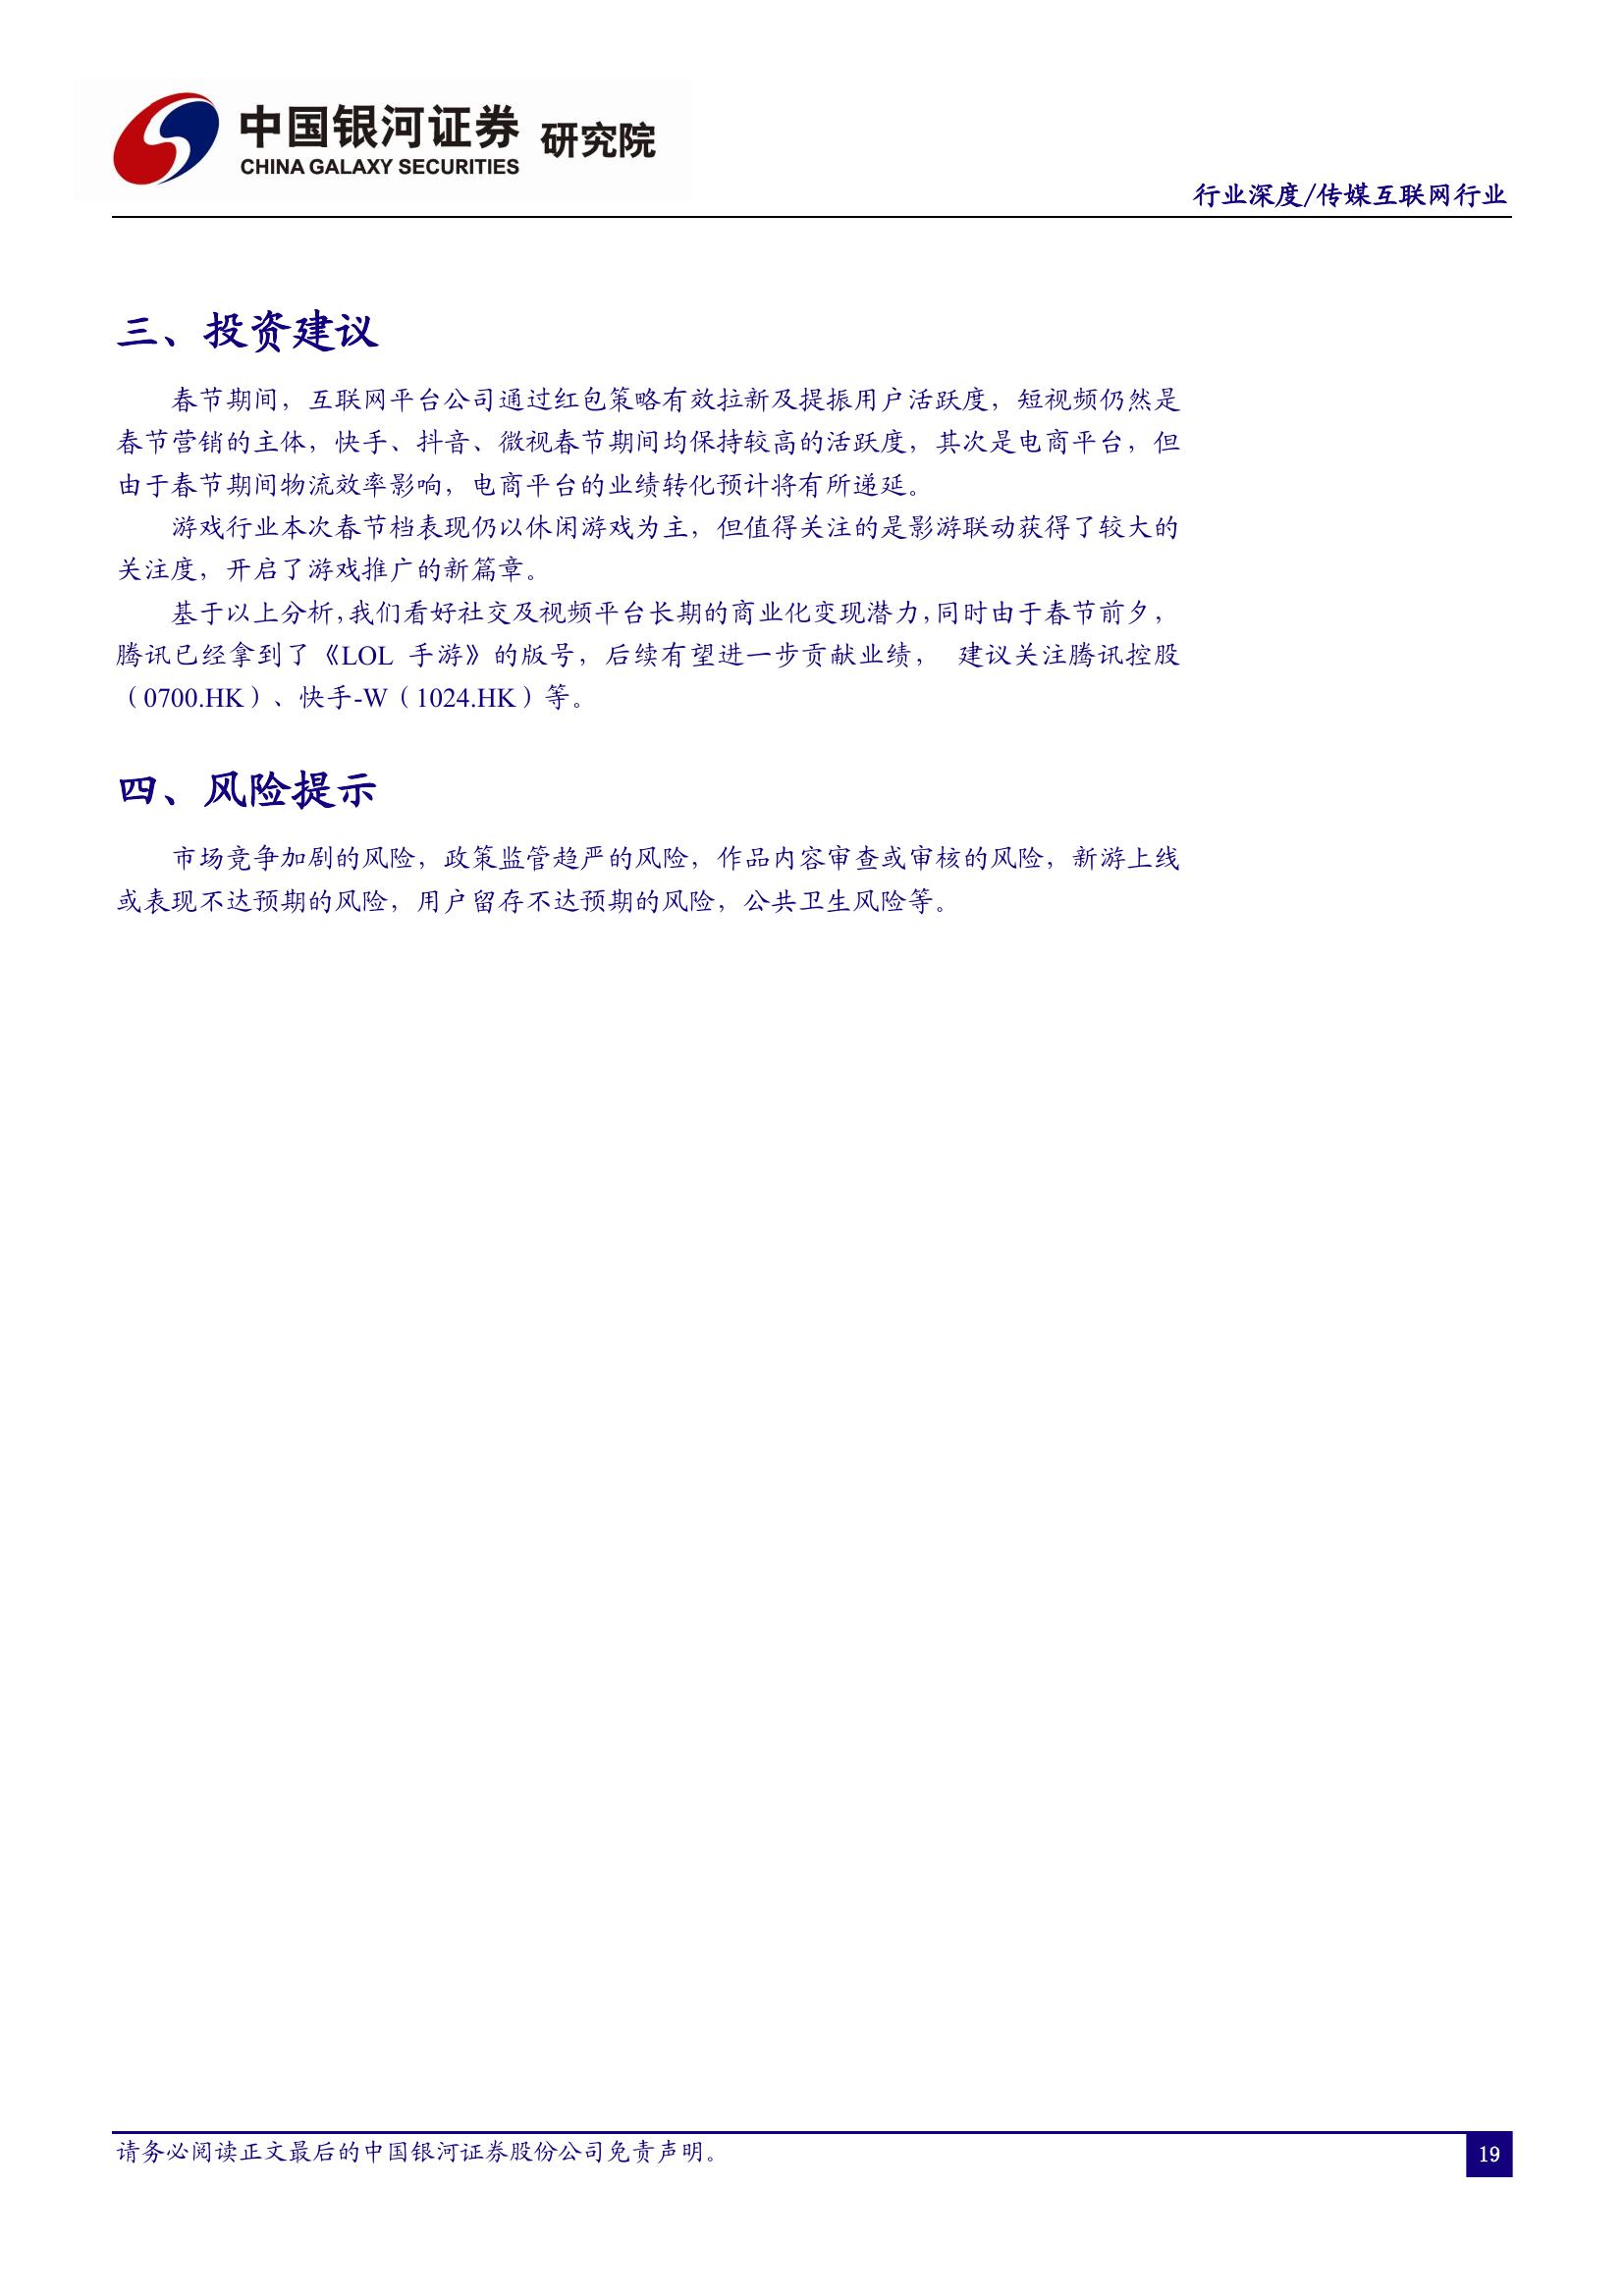 中国银河证券 研究院
CHINA GALAXY SECURITIES
行业深度/传媒互联网行业
三、投资建议
春节期间，互联网平台公司通过红包策略有效拉新及提振用户活跃度，短视频仍然是
春节营销的主体，快手、抖音、微视春节期间均保持较高的活跃度，其次是电商平台，但
由于春节期间物流效率影响，电商平台的业绩转化预计将有所递延。
游戏行业本次春节档表现仍以休闲游戏为主，但值得关注的是影游联动获得了较大的
关注度，开启了游戏推广的新篇章。
基于以上分析，我们看好社交及视频平台长期的商业化变现潜力，同时由于春节前夕，
腾讯已经拿到了《LOL 手游》的版号，后续有望进一步贡献业绩， 建议关注腾讯控股
（0700.HK）、快手-W（1024.HK）等。
四、风险提示
市场竞争加剧的风险，政策监管趋严的风险，作品内容审查或审核的风险，新游上线
或表现不达预期的风险，用户留存不达预期的风险，公共卫生风险等。
请务必阅读正文最后的中国银河证券股份公司免责声明。
19